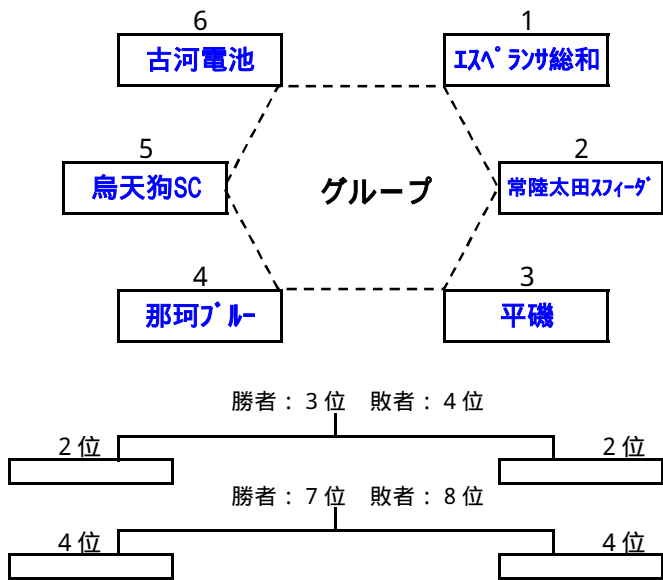 6 1
古河電池 ｴｽﾍﾟﾗﾝｻ総和
5 2
烏天狗SC グループ 常陸太田ｽﾌｨｰﾀﾞ
4 3
那珂ﾌﾞﾙｰ 平磯
勝者：3位 敗者：4位
2位 2位
勝者：7位 敗者：8位
4位 4位